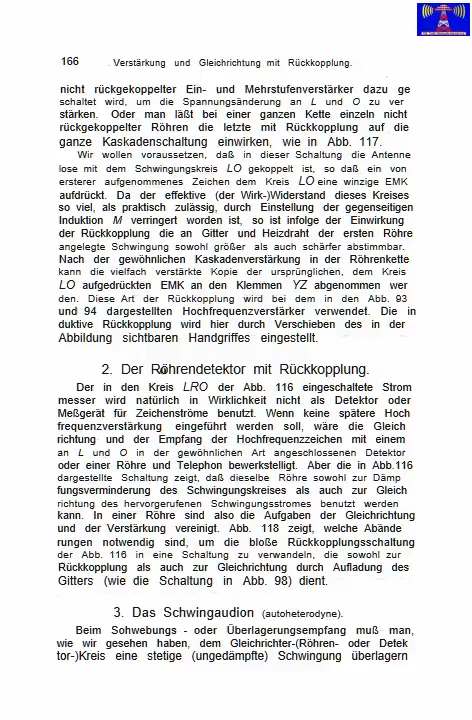 166 Verstärkung und Gleichrichtung mit Rückkopplung.
nicht rückgekoppelter Ein- und Mehrstufenverstärker dazu ge
schaltet wird, um die Spannungsänderung an L und O zu ver
stärken. Oder man läßt bei einer ganzen Kette einzeln nicht
rückgekoppelter Röhren die letzte mit Rückkopplung auf die
ganze Kaskadenschaltung einwirken, wie in Abb. 117.
Wir wollen voraussetzen, daß in dieser Schaltung die Antenne
lose mit dem Schwingungskreis LO gekoppelt ist, so daß ein von
ersterer aufgenommenes Zeichen dem Kreis LO eine winzige EMK
aufdrückt. Da der effektive (der Wirk-)Widerstand dieses Kreises
so viel, als praktisch zulässig, durch Einstellung der gegenseitigen
Induktion M verringert worden ist, so ist infolge der Einwirkung
der Rückkopplung die an Gitter und Heizdraht der ersten Röhre
angelegte Schwingung sowohl größer als auch schärfer abstimmbar.
Nach der gewöhnlichen Kaskadenverstärkung in der Röhrenkette
kann die vielfach verstärkte Kopie der ursprünglichen, dem Kreis
LO aufgedrückten EMK an den Klemmen YZ abgenommen wer
den. Diese Art der Rückkopplung wird bei dem in den Abb. 93
und 94 dargestellten Hochfrequenzverstärker verwendet. Die in
duktive Rückkopplung wird hier durch Verschieben des in der
Abbildung sichtbaren Handgriffes eingestellt.
2. Der Röhrendetektor mit Rückkopplung.
Der in den Kreis LRO der Abb. 116 eingeschaltete Strom
messer wird natürlich in Wirklichkeit nicht als Detektor oder
Meßgerät für Zeichenströme benutzt. Wenn keine spätere Hoch
frequenzverstärkung eingeführt werden soll, wäre die Gleich
richtung und der Empfang der Hochfrequenzzeichen mit einem
an L und O in der gewöhnlichen Art angeschlossenen Detektor
oder einer Röhre und Telephon bewerkstelligt. Aber die in Abb.116
dargestellte Schaltung zeigt, daß dieselbe Röhre sowohl zur Dämp
fungsverminderung des Schwingungskreises als auch zur Gleich
richtung des hervorgerufenen Schwingungsstromes benutzt werden
kann. In einer Röhre sind also die Aufgaben der Gleichrichtung
und der Verstärkung vereinigt. Abb. 118 zeigt, welche Abände
rungen notwendig sind, um die bloße Rückkopplungsschaltung
der Abb. 116 in eine Schaltung zu verwandeln, die sowohl zur
Rückkopplung als auch zur Gleichrichtung durch Aufladung des
Gitters (wie die Schaltung in Abb. 98) dient.
3. Das Schwingaudion (autoheterodyne).
Beim Sohwebungs - oder Überlagerungsempfang muß man,
wie wir gesehen haben, dem Gleichrichter-(Röhren- oder Detek
tor-)Kreis eine stetige (ungedämpfte) Schwingung überlagern